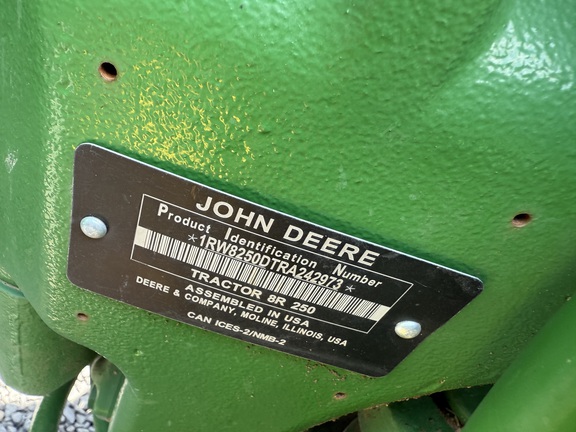 JOHN DEERE
Product Identification Number
*1RW8250DTRA242973*
TRACTOR 8R 250
ASSEMBLED IN USA
DEERE & COMPANY, MOLINE, ILLINOIS, USA
CAN ICES-2/NMB-2